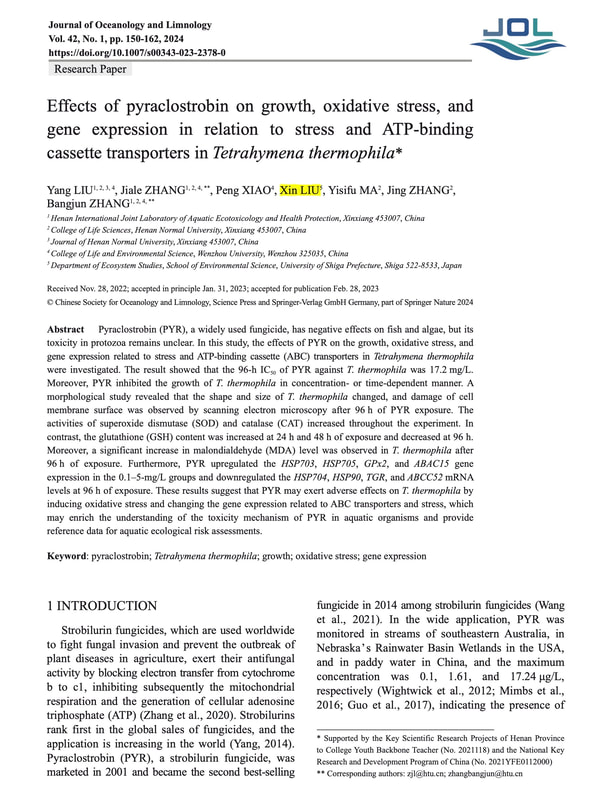 Journal of Oceanology and Limnology
Vol. 42, No. 1, pp. 150-162, 2024
https://doi.org/10.1007/s00343-023-2378-0
JOL
Research Paper
Effects of pyraclostrobin on growth, oxidative stress, and
gene expression in relation to stress and ATP-binding
cassette transporters in Tetrahymena thermophila*
Yang LIU1, 2, 3, 4, Jiale ZHANG1, 2, 4, **, Peng XIAO4, Xin LIU5, Yisifu MA2, Jing ZHANG2,
Bangjun ZHANG1, 2, 4, **
1 Henan International Joint Laboratory of Aquatic Ecotoxicology and Health Protection, Xinxiang 453007, China
2 College of Life Sciences, Henan Normal University, Xinxiang 453007, China
3 Journal of Henan Normal University, Xinxiang 453007, China
4 College of Life and Environmental Science, Wenzhou University, Wenzhou 325035, China
5 Department of Ecosystem Studies, School of Environmental Science, University of Shiga Prefecture, Shiga 522-8533, Japan
Received Nov. 28, 2022; accepted in principle Jan. 31, 2023; accepted for publication Feb. 28, 2023
© Chinese Society for Oceanology and Limnology, Science Press and Springer-Verlag GmbH Germany, part of Springer Nature 2024
Abstract Pyraclostrobin (PYR), a widely used fungicide, has negative effects on fish and algae, but its
toxicity in protozoa remains unclear. In this study, the effects of PYR on the growth, oxidative stress, and
gene expression related to stress and ATP-binding cassette (ABC) transporters in Tetrahymena thermophila
were investigated. The result showed that the 96-h IC50 of PYR against T. thermophila was 17.2 mg/L.
Moreover, PYR inhibited the growth of T. thermophila in concentration- or time-dependent manner. A
morphological study revealed that the shape and size of T. thermophila changed, and damage of cell
membrane surface was observed by scanning electron microscopy after 96 h of PYR exposure. The
activities of superoxide dismutase (SOD) and catalase (CAT) increased throughout the experiment. In
contrast, the glutathione (GSH) content was increased at 24 h and 48 h of exposure and decreased at 96 h.
Moreover, a significant increase in malondialdehyde (MDA) level was observed in T. thermophila after
96 h of exposure. Furthermore, PYR upregulated the HSP703, HSP705, GPx2, and ABAC15 gene
expression in the 0.1–5-mg/L groups and downregulated the HSP704, HSP90, TGR, and ABCC52 mRNA
levels at 96 h of exposure. These results suggest that PYR may exert adverse effects on T. thermophila by
inducing oxidative stress and changing the gene expression related to ABC transporters and stress, which
may enrich the understanding of the toxicity mechanism of PYR in aquatic organisms and provide
reference data for aquatic ecological risk assessments.
Keyword: pyraclostrobin; Tetrahymena thermophila; growth; oxidative stress; gene expression
1 INTRODUCTION
Strobilurin fungicides, which are used worldwide
to fight fungal invasion and prevent the outbreak of
plant diseases in agriculture, exert their antifungal
activity by blocking electron transfer from cytochrome
b to c1, inhibiting subsequently the mitochondrial
respiration and the generation of cellular adenosine
triphosphate (ATP) (Zhang et al., 2020). Strobilurins
rank first in the global sales of fungicides, and the
application is increasing in the world (Yang, 2014).
Pyraclostrobin (PYR), a strobilurin fungicide, was
marketed in 2001 and became the second best-selling
fungicide in 2014 among strobilurin fungicides (Wang
et al., 2021). In the wide application, PYR was
monitored in streams of southeastern Australia, in
Nebraska's Rainwater Basin Wetlands in the USA,
and in paddy water in China, and the maximum
concentration was 0.1, 1.61, and 17.24 μg/L,
respectively (Wightwick et al., 2012; Mimbs et al.,
2016; Guo et al., 2017), indicating the presence of
* Supported by the Key Scientific Research Projects of Henan Province
to College Youth Backbone Teacher (No. 2021118) and the National Key
Research and Development Program of China (No. 2021YFE0112000)
** Corresponding authors: zjl@htu.cn; zhangbangjun@htu.cn